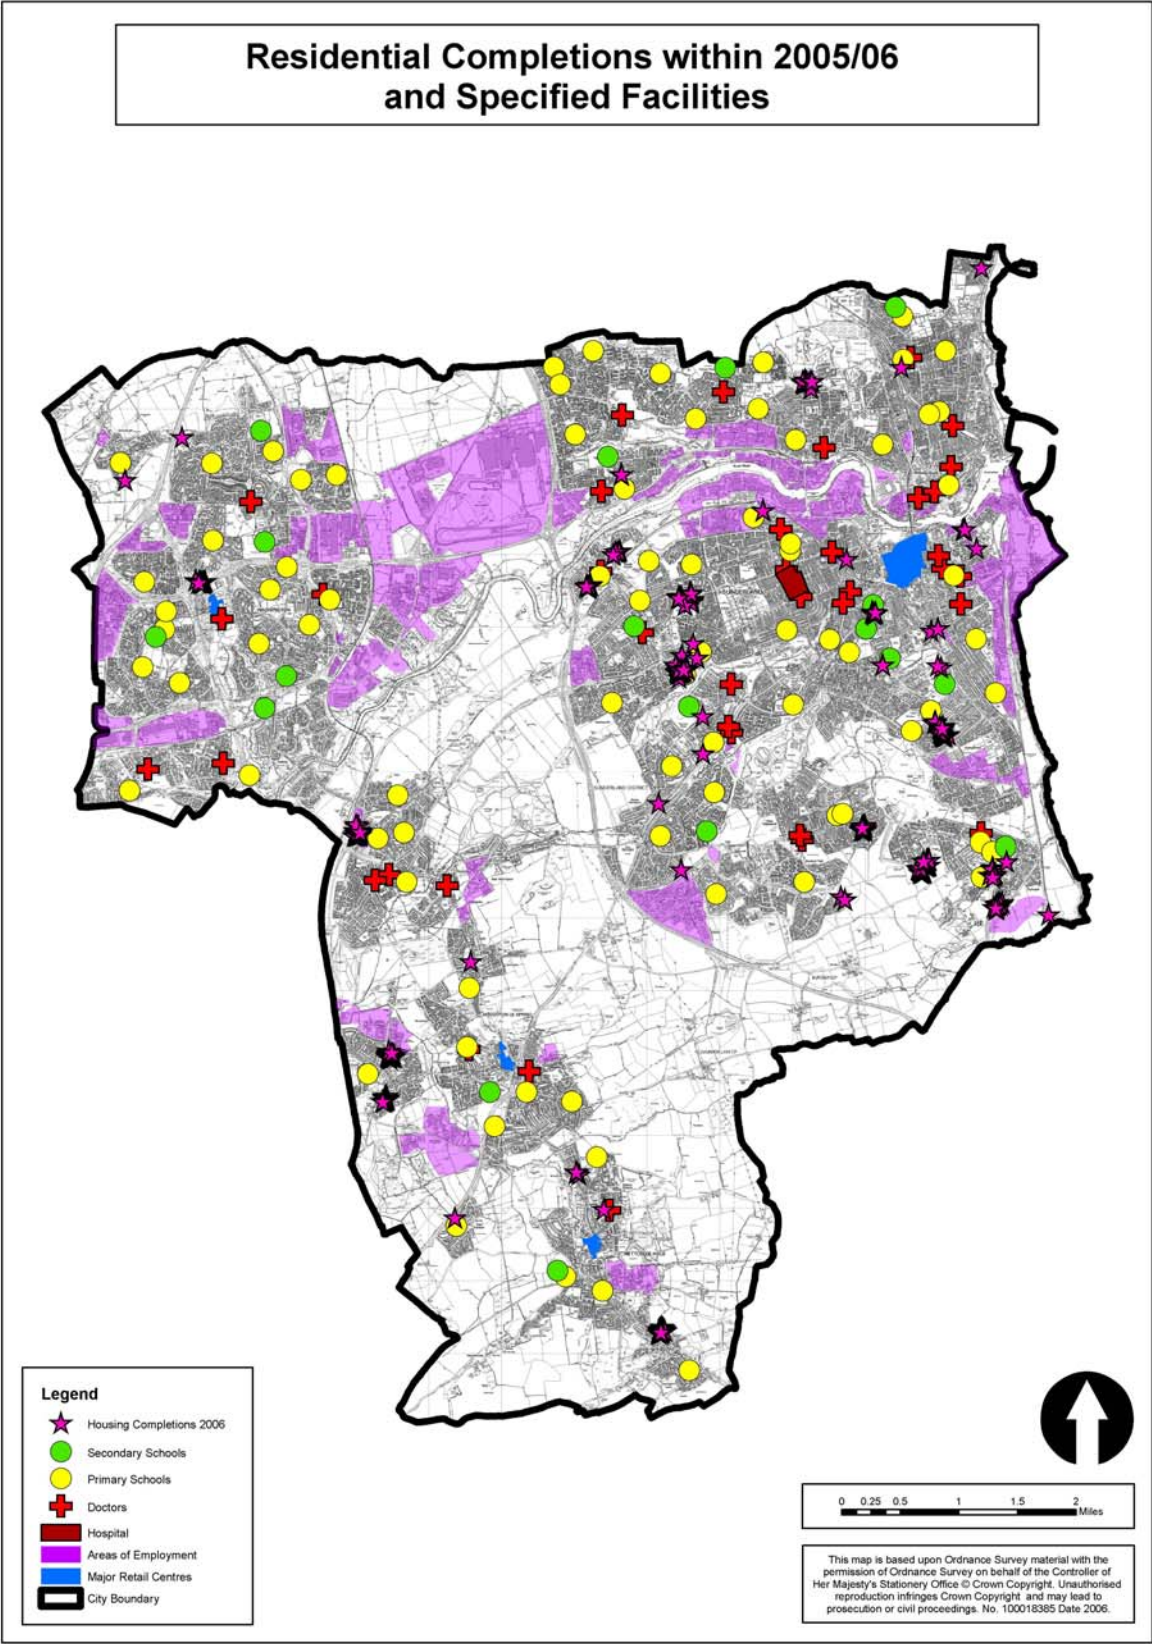 Residential Completions within 2005/06
and Specified Facilities
Legend
Housing Completions 2006
Secondary Schools
Primary Schools
Doctors
Hospital
Areas of Employment
Major Retail Centres
City Boundary
0 0.25 0.5 1 1.5 2
Miles
This map is based upon Ordnance Survey material with the
permission of Ordnance Survey on behalf of the Controller of
Her Majesty's Stationery Office © Crown Copyright. Unauthorised
reproduction infringes Crown Copyright and may lead to
prosecution or civil proceedings. No. 100018385 Date 2006.